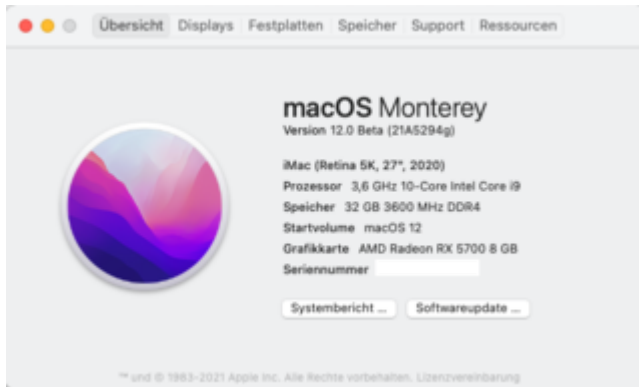 Übersicht Displays Festplatten Speicher Support Ressourcen
macOS Monterey
Version 12.0 Beta (21A5294g)
iMac (Retina 5K, 27", 2020)
Prozessor 3,6 GHz 10-Core Intel Core i9
Speicher 32 GB 3600 MHz DDR4
Startvolume macOS 12
Grafikkarte AMD Radeon RX 5700 8 GB
Seriennummer
Systembericht ... Softwareupdate ...
™ und © 1983-2021 Apple Inc. Alle Rechte vorbehalten. Lizenzvereinbarung